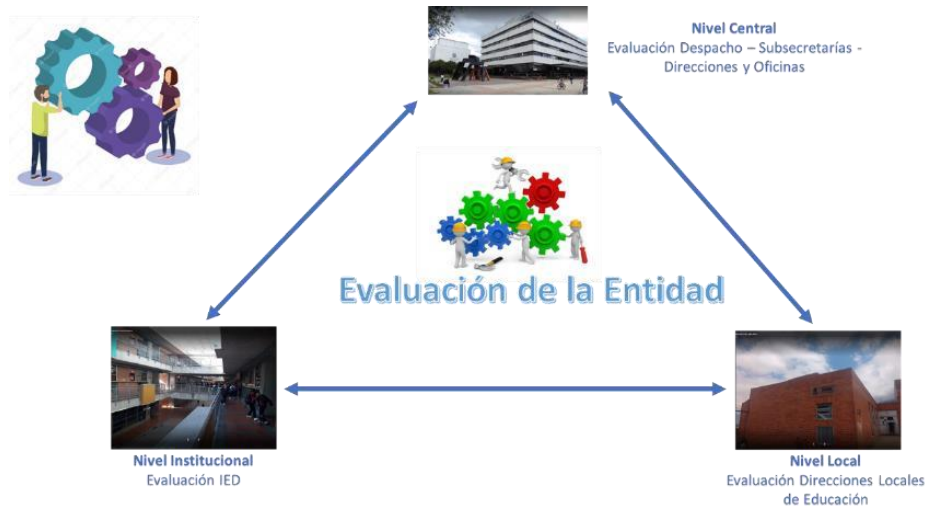 Nivel Central
Evaluación Despacho – Subsecretarías -
Direcciones y Oficinas
Evaluación de la Entidad
Nivel Institucional
Evaluación IED
Nivel Local
Evaluación Direcciones Locales
de Educación